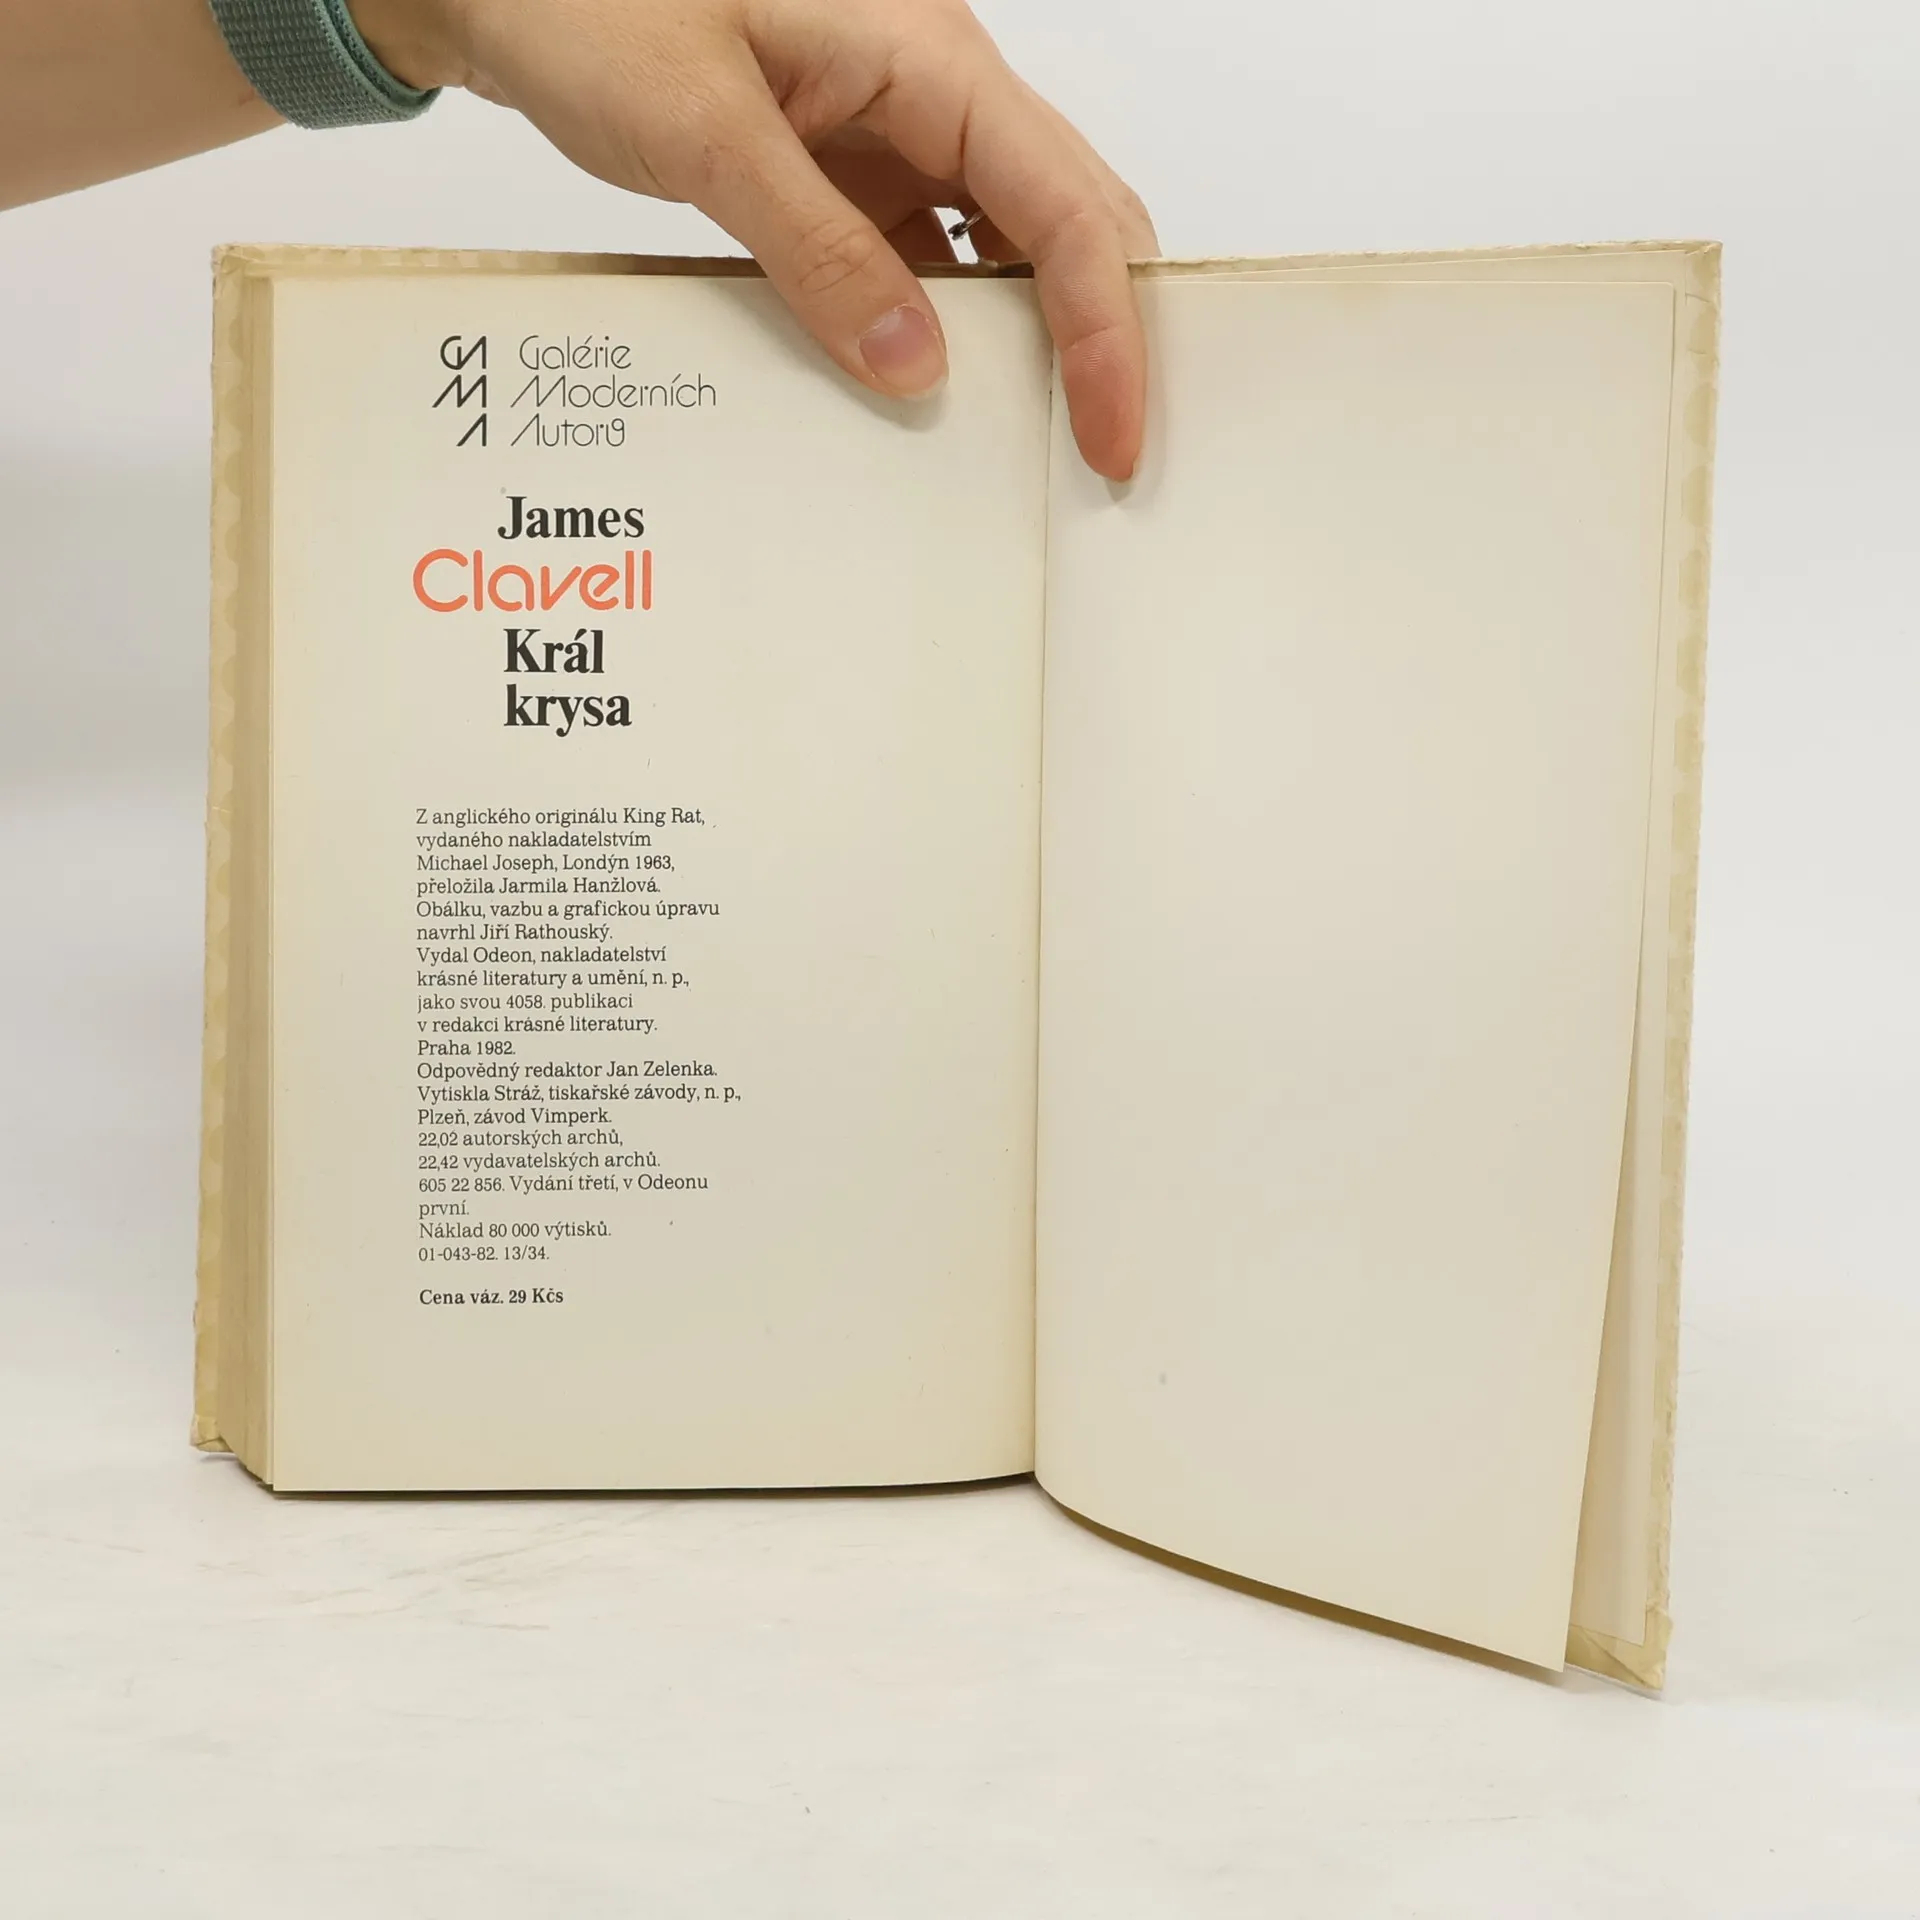 GA Galérie
M Moderních
A Autorů
James
Clavell
Král
krysa
Z anglického originálu King Rat,
vydaného nakladatelstvím
Michael Joseph, Londýn 1963,
přeložila Jarmila Hanžlová.
Obálku, vazbu a grafickou úpravu
navrhl Jiří Rathouský.
Vydal Odeon, nakladatelství
krásné literatury a umění, n. p.,
jako svou 4058. publikaci
v redakci krásné literatury.
Praha 1982.
Odpovědný redaktor Jan Zelenka.
Vytiskla Stráž, tiskařské závody, n. p.,
Plzeň, závod Vimperk.
22,02 autorských archů,
22,42 vydavatelských archů.
605 22 856. Vydání třetí, v Odeonu
první.
Náklad 80 000 výtisků.
01-043-82. 13/34.
Cena váz. 29 Kčs